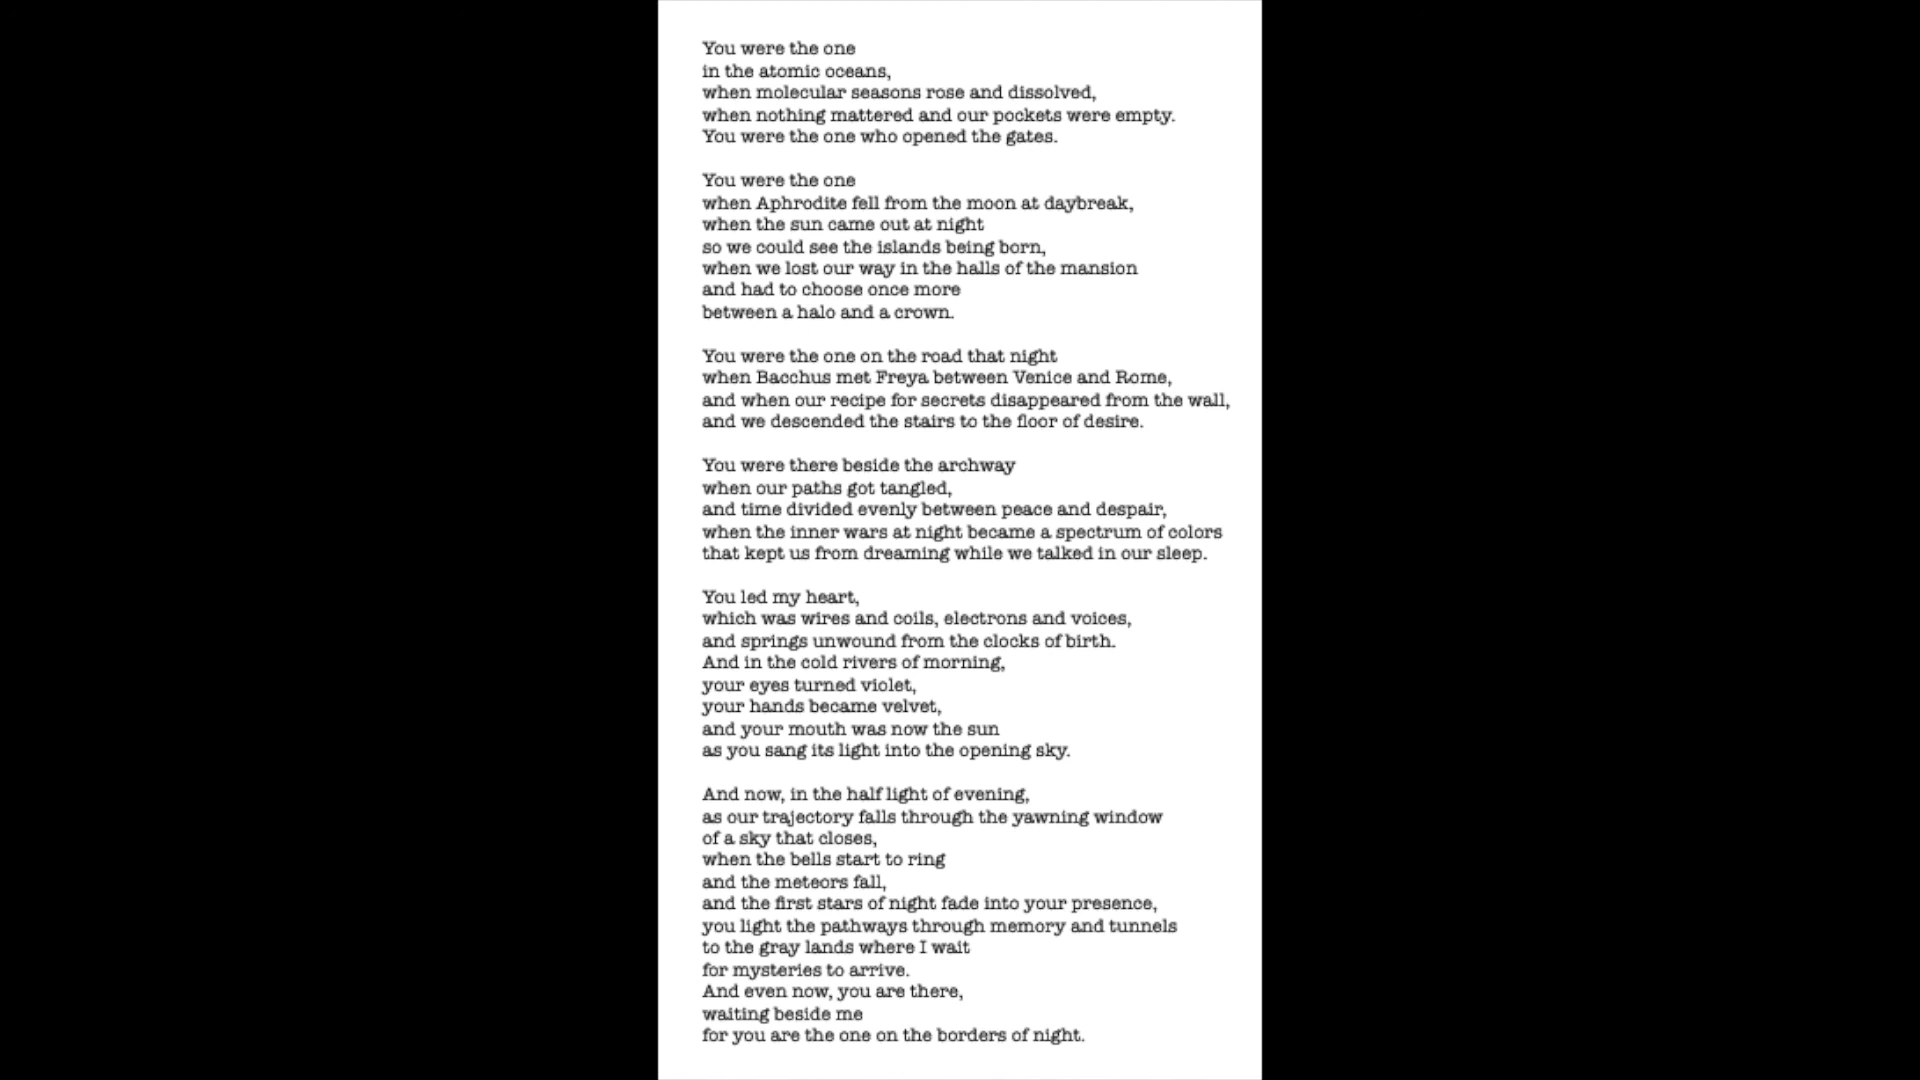 You were the one
in the atomic oceans,
when molecular seasons rose and dissolved,
when nothing mattered and our pockets were empty.
You were the one who opened the gates.

You were the one
when Aphrodite fell from the moon at daybreak,
when the sun came out at night
so we could see the islands being born,
when we lost our way in the halls of the mansion
and had to choose once more
between a halo and a crown.

You were the one on the road that night
when Bacchus met Freya between Venice and Rome,
and when our recipe for secrets disappeared from the wall,
and we descended the stairs to the floor of desire.

You were there beside the archway
when our paths got tangled,
and time divided evenly between peace and despair,
when the inner wars at night became a spectrum of colors
that kept us from dreaming while we talked in our sleep.

You led my heart,
which was wires and coils, electrons and voices,
and springs unwound from the clocks of birth.
And in the cold rivers of morning,
your eyes turned violet,
your hands became velvet,
and your mouth was now the sun
as you sang its light into the opening sky.

And now, in the half light of evening,
as our trajectory falls through the yawning window
of a sky that closes,
when the bells start to ring
and the meteors fall,
and the first stars of night fade into your presence,
you light the pathways through memory and tunnels
to the gray lands where I wait
for mysteries to arrive.
And even now, you are there,
waiting beside me
for you are the one on the borders of night.